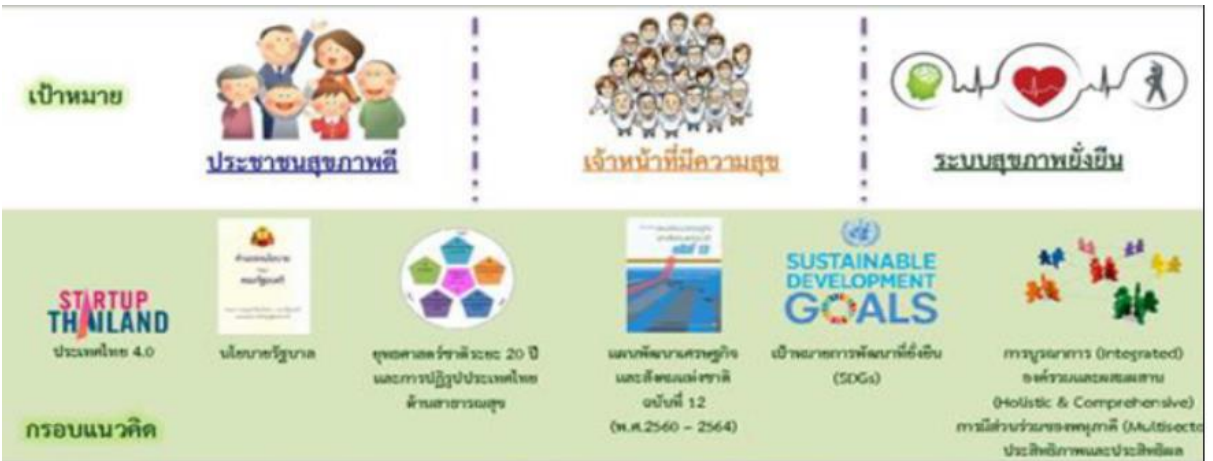 เป้าหมาย
ประชาชนสุขภาพดี
เจ้าหน้าที่มีความสุข
ระบบสุขภาพยั่งยืน
STARTUP
THAILAND
ประเทศไทย 4.0
นโยบายรัฐบาล
ยุทธศาสตร์ชาติระยะ 20 ปี
และการปฏิรูปประเทศไทย
ด้านสาธารณสุข
แผนพัฒนาเศรษฐกิจ
และสังคมแห่งชาติ
ฉบับที่ 12
(พ.ศ.2560 – 2564)
SUSTAINABLE
DEVELOPMENT
GOALS
เป้าหมายการพัฒนาที่ยั่งยืน
(SDGs)
การบูรณาการ (Integrated)
องค์รวมและผสมผสาน
(Holistic & Comprehensive)
การมีส่วนร่วมของพหุภาคี (Multisecto
ประสิทธิภาพและประสิทธิผล
กรอบแนวคิด